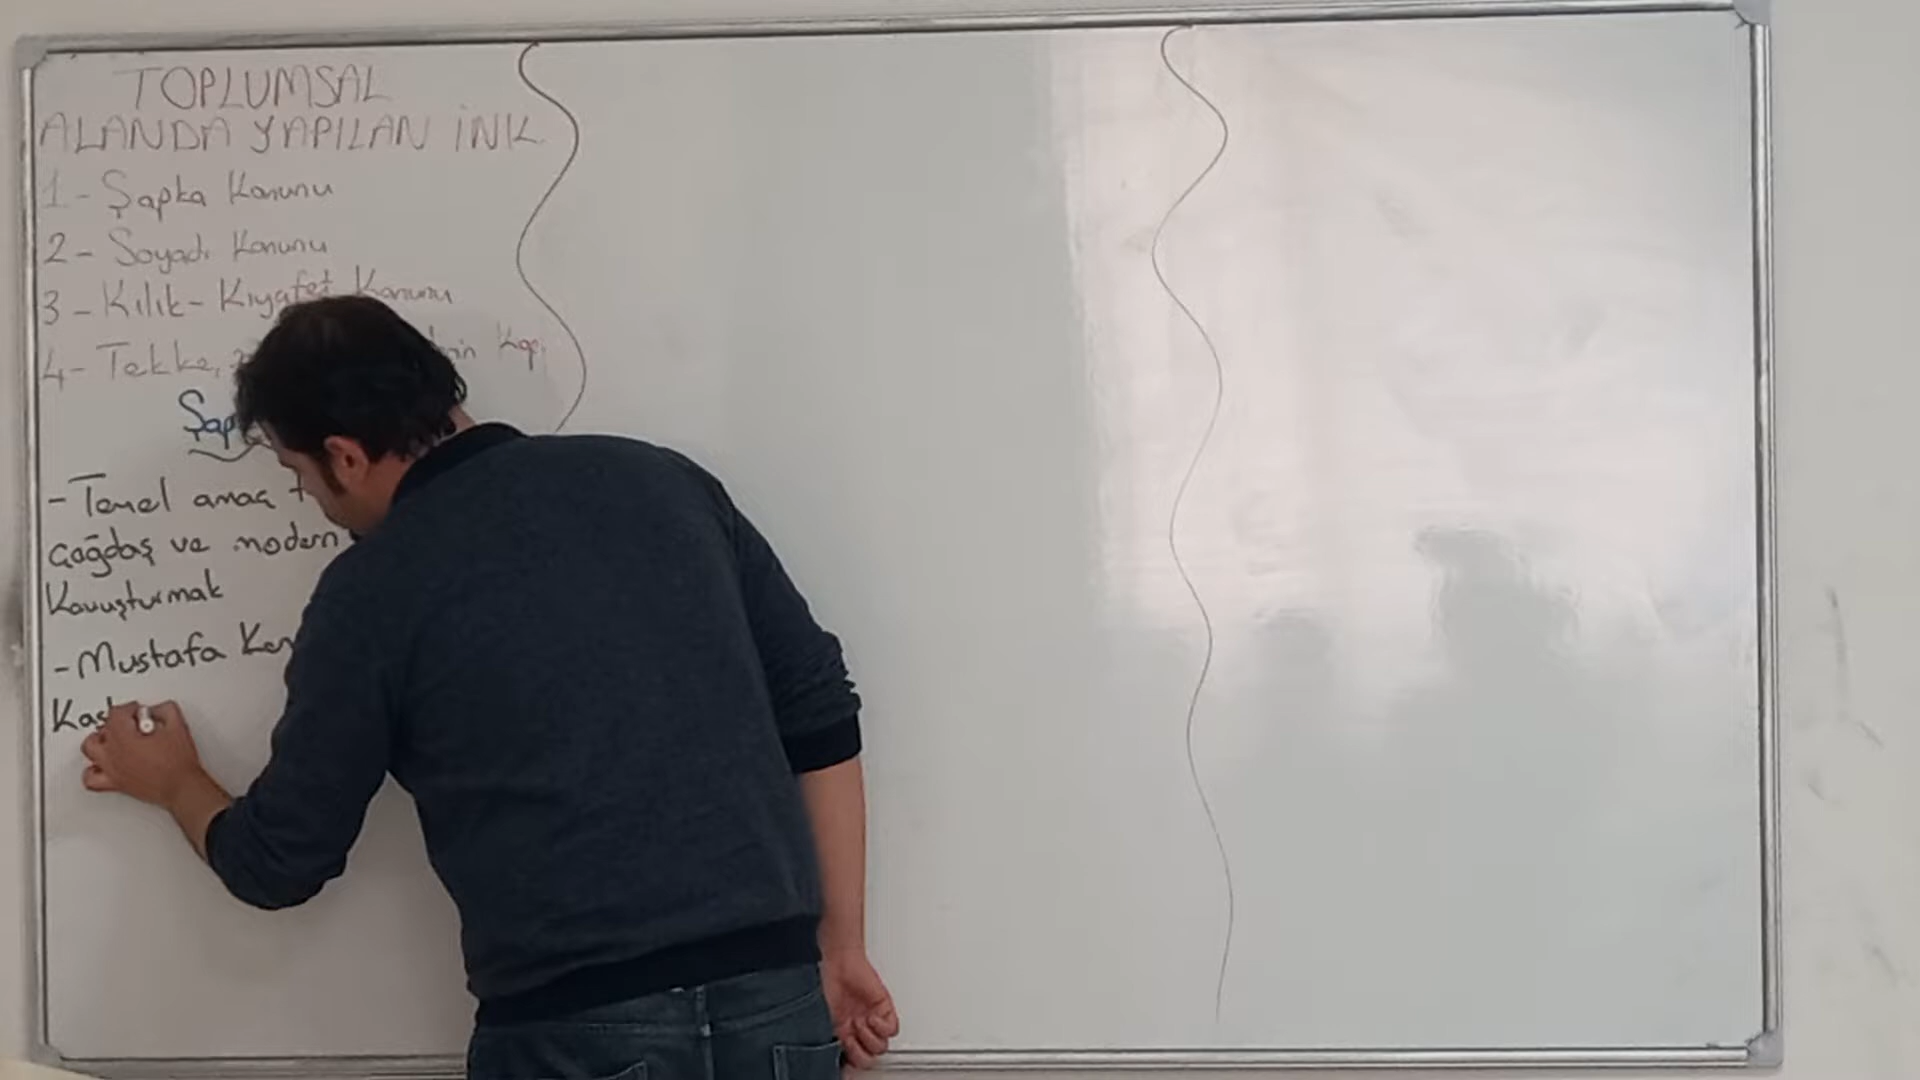 TOPLUMSAL
ALANDA YAPILAN İNK.
1- Şapka Kanunu
2- Soyadı Kanunu
3- Kılık-Kıyafet Kanunu
4- Tekke, Kap.
- Temel amaç
çağdaş ve modern
Kavuşturmak
- Mustafa